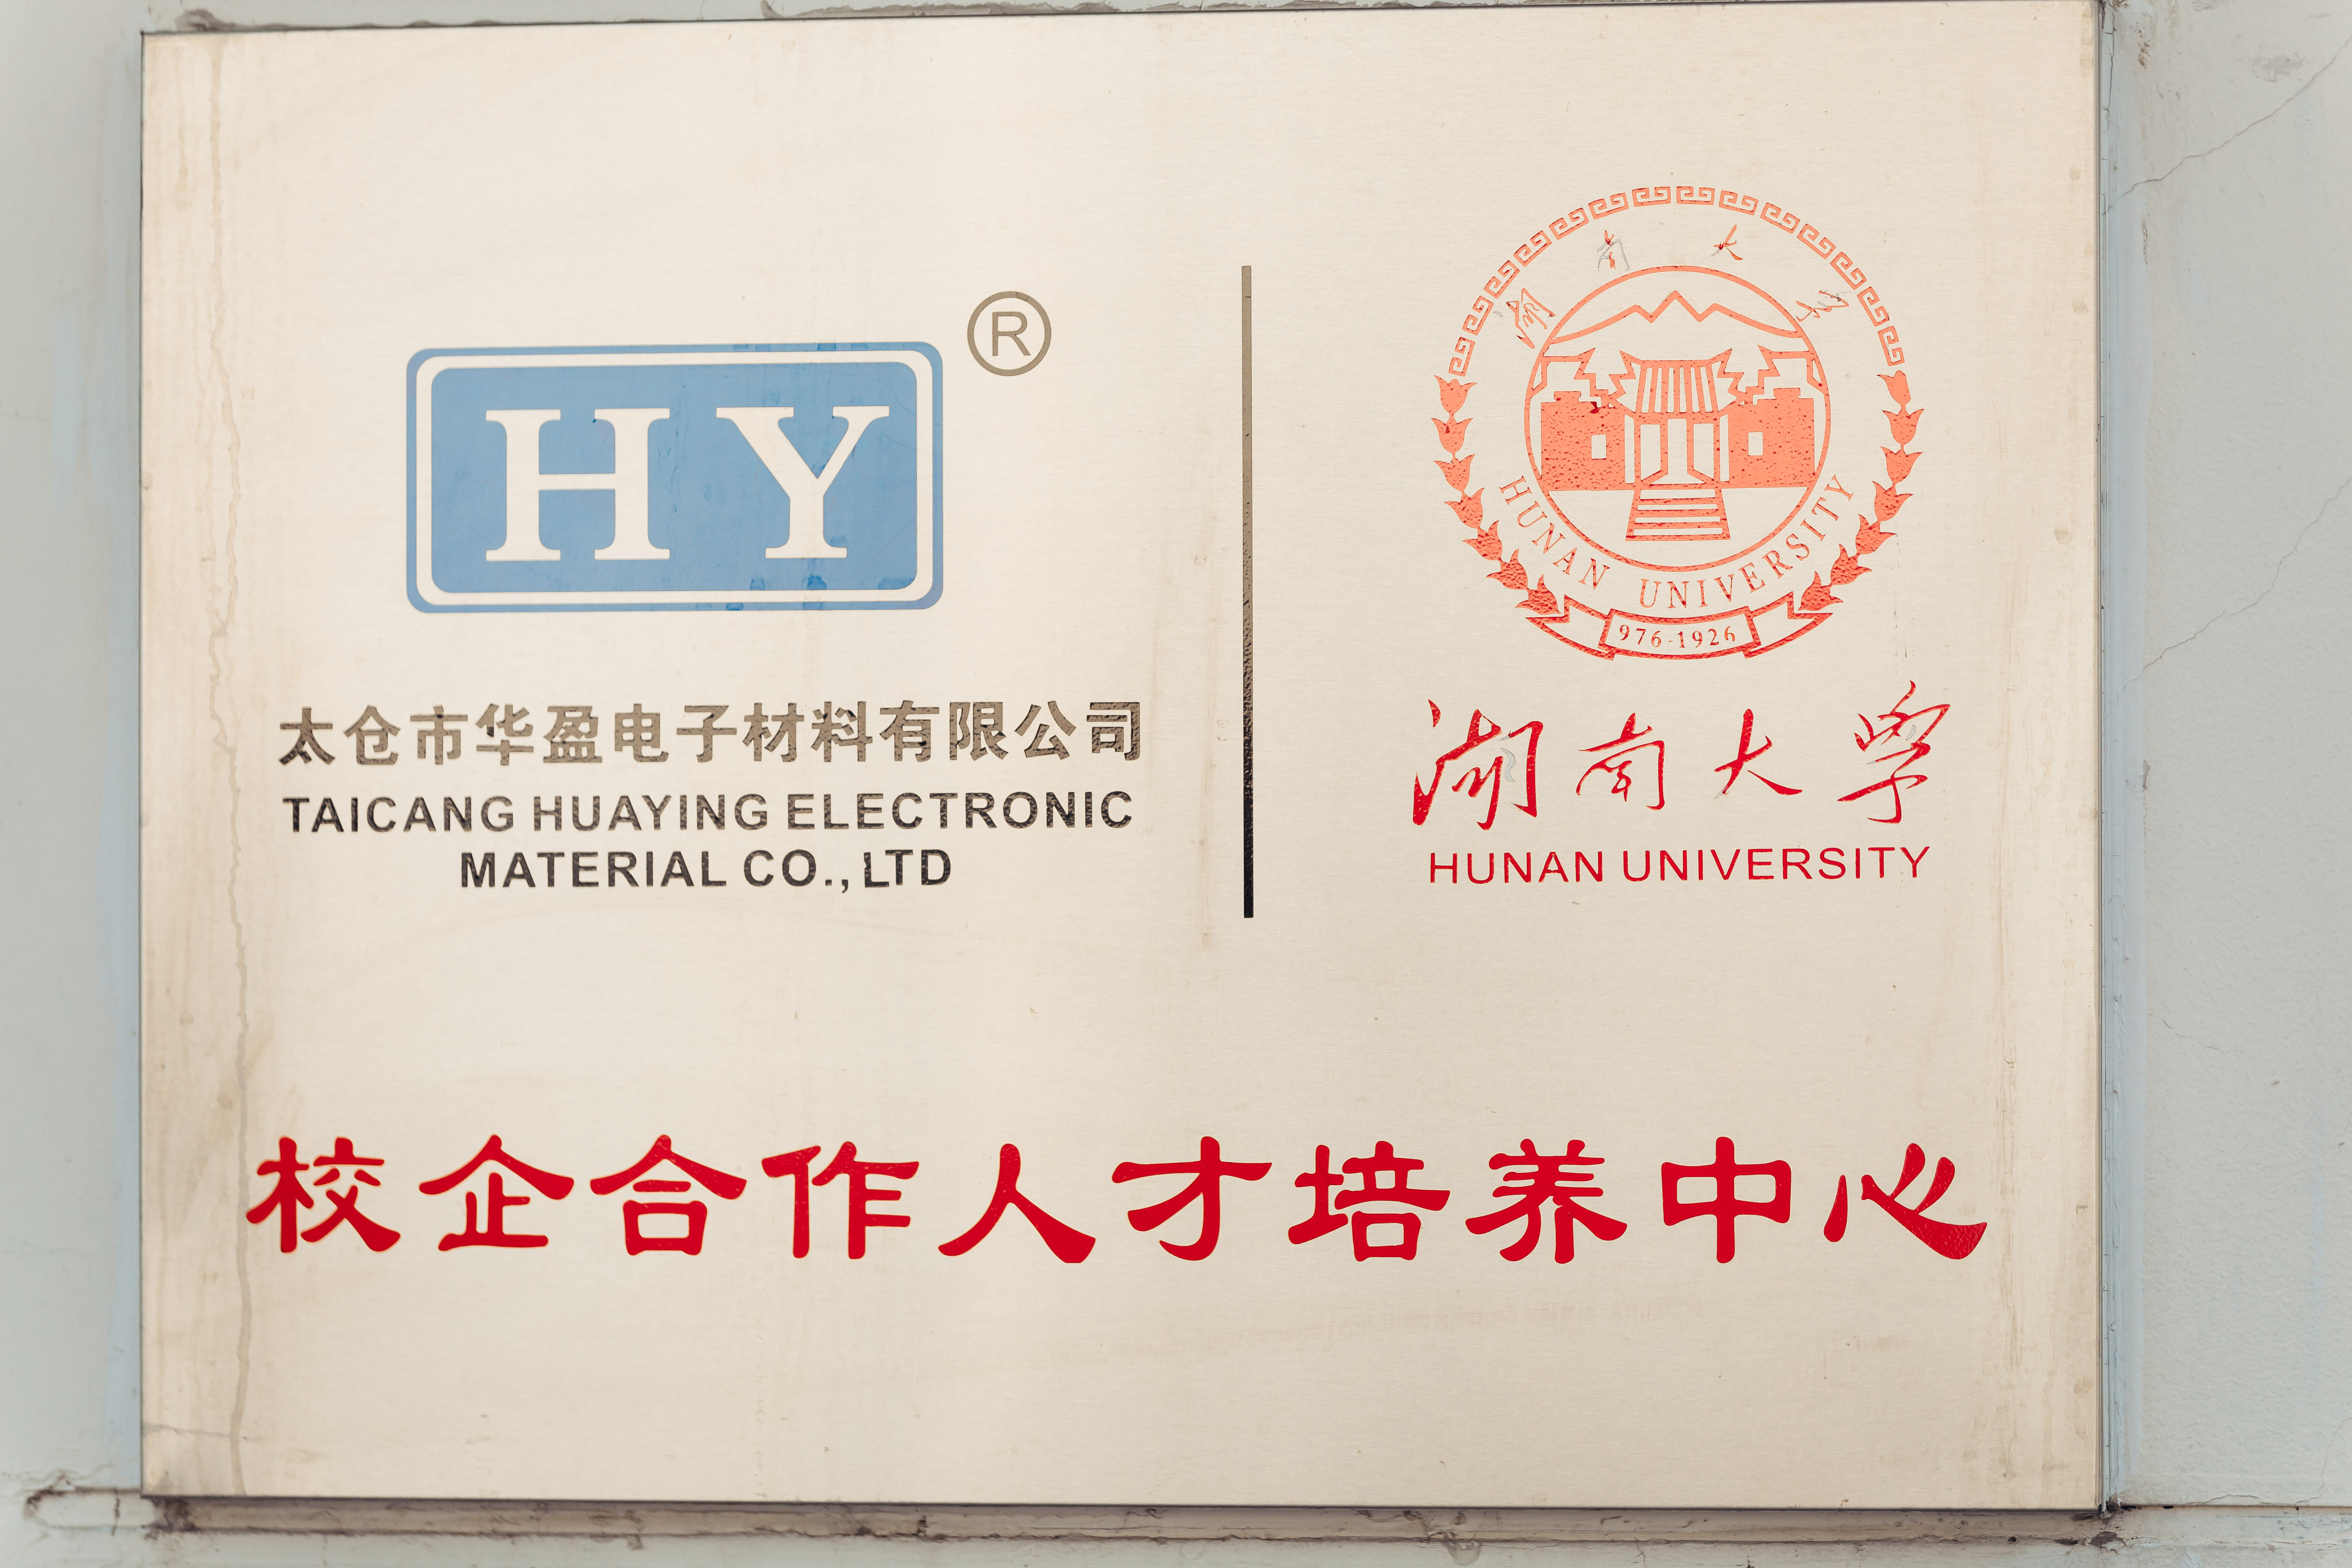 HY
®
太仓市华盈电子材料有限公司
TAICANG HUAYING ELECTRONIC
MATERIAL CO.,LTD
湖南大学
HUNAN UNIVERSITY
976-1926
湖南大学
HUNAN UNIVERSITY
校企合作人才培养中心